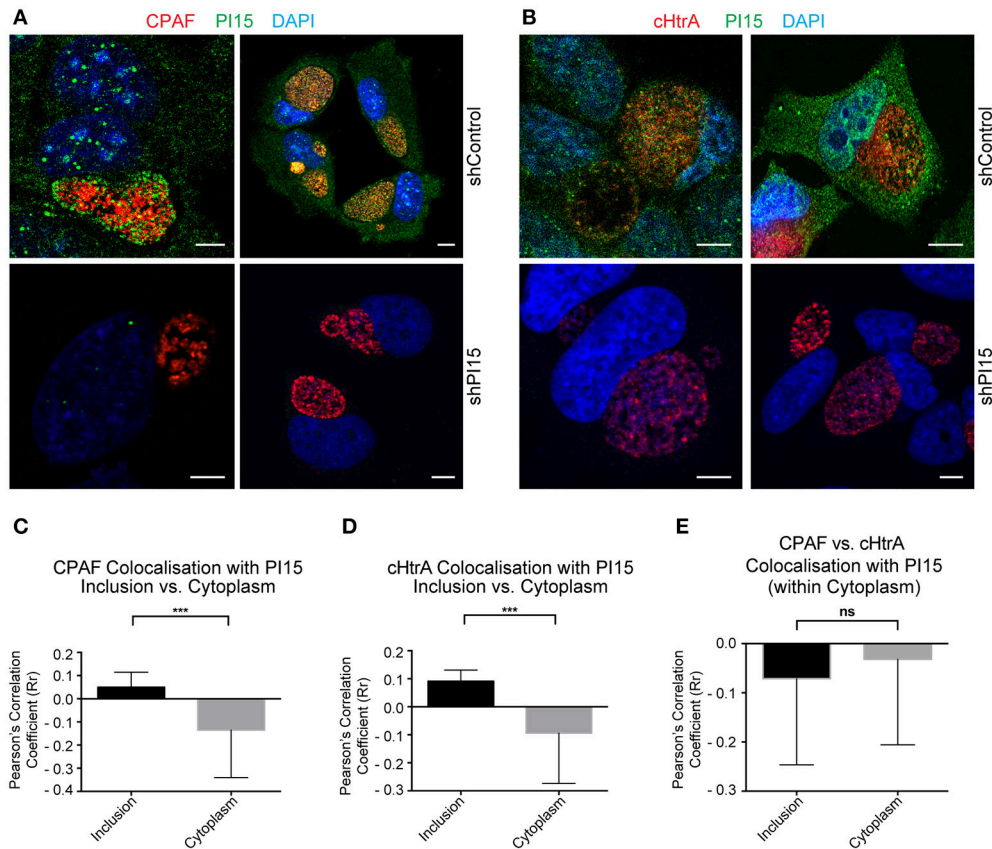 A
CPAF PI15 DAPI
B
cHtrA PI15 DAPI
shControl
shControl
shPI15
shPI15
C
CPAF Colocalisation with PI15
Inclusion vs. Cytoplasm
***
Pearson's Correlation
Coefficient (Rr)
0.2
0.1
0.0
- 0.1
- 0.2
- 0.3
- 0.4
Inclusion
Cytoplasm
D
cHtrA Colocalisation with PI15
Inclusion vs. Cytoplasm
***
Pearson's Correlation
Coefficient (Rr)
0.2
0.1
0.0
- 0.1
- 0.2
- 0.3
Inclusion
Cytoplasm
E
CPAF vs. cHtrA
Colocalisation with PI15
(within Cytoplasm)
ns
Pearson's Correlation
Coefficient (Rr)
0.0
- 0.1
- 0.2
- 0.3
Inclusion
Cytoplasm